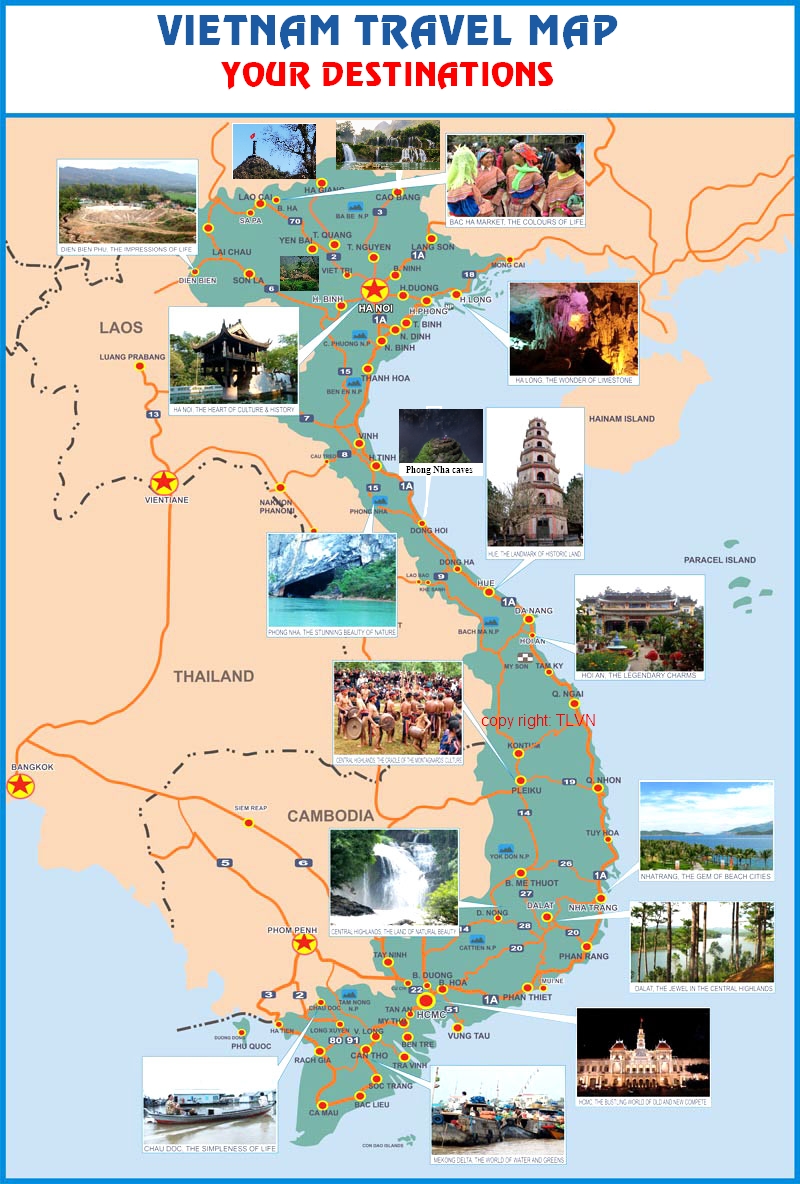 VIETNAM TRAVEL MAP
YOUR DESTINATIONS
HA GIANG
CAO BANG
LAO CAI
B. HA
SA PA
BA BE N.P
3
70
BAC HA MARKET, THE COLOURS OF LIFE
DIEN BIEN PHU, THE IMPRESSIONS OF LIFE
LAI CHAU
YEN BAI
T. QUANG
T. NGUYEN
LANG SON
1A
2
VIET TRI
B. NINH
MONG CAI
18
DIEN BIEN
SON LA
6
HA NOI
H.DUONG
H. LONG
H. BINH
H.PHONG
NP
1A
T. BINH
N. DINH
C. PHUONG N.P
N. BINH
LAOS
LUANG PRABANG
15
THANH HOA
BEN EN N.P
HA LONG, THE WONDER OF LIMESTONE
HA NOI, THE HEART OF CULTURE & HISTORY
13
7
HAINAM ISLAND
VINH
8
CAU TREO
H.TINH
Phong Nha caves
VIENTIANE
NAKHON
PHANOMI
15
1A
PHONG NHA
DONG HOI
HUE, THE LANDMARK OF HISTORIC LAND
PARACEL ISLAND
DONG HA
LAO BAO
9
KHE SANH
HUE
1A
DA NANG
PHONG NHA, THE STUNNING BEAUTY OF NATURE
BACH MA N.P
HOI AN
MY SON
TAM KY
HOI AN, THE LEGENDARY CHARMS
THAILAND
Q. NGAI
copy right: TLVN
KONTUM
CENTRAL HIGHLANDS, THE CRADLE OF THE MONTAGNARDS CULTURE
BANGKOK
PLEIKU
19
Q. NHON
SIEM REAP
CAMBODIA
14
TUY HOA
5
6
YOK DON N.P
26
B. ME THUOT
27
1A
NHATRANG, THE GEM OF BEACH CITIES
DALAT
NHA TRANG
D. NONG
CENTRAL HIGHLANDS, THE LAND OF NATURAL BEAUTY
14
28
20
20
CATTIEN N.P
PHOM PENH
TAY NINH
PHAN RANG
DALAT, THE JEWEL IN THE CENTRAL HIGHLANDS
B. DUONG
CU CHI
22
B. HOA
MUI NE
PHAN THIET
1A
3
2
TAM NONG
N.P
CHAU DOC
TAN AN
HCMC
51
MY THO
HA TIEN
LONG XUYEN
V. LONG
VUNG TAU
DUONG DONG
PHU QUOC
80
91
BEN TRE
RACH GIA
CAN THO
TRA VINH
SOC TRANG
HCMC, THE BUSTLING WORLD OF OLD AND NEW COMPETE
BAC LIEU
CA MAU
CHAU DOC, THE SIMPLENESS OF LIFE
CON DAO ISLANDS
MEKONG DELTA, THE WORLD OF WATER AND GREENS